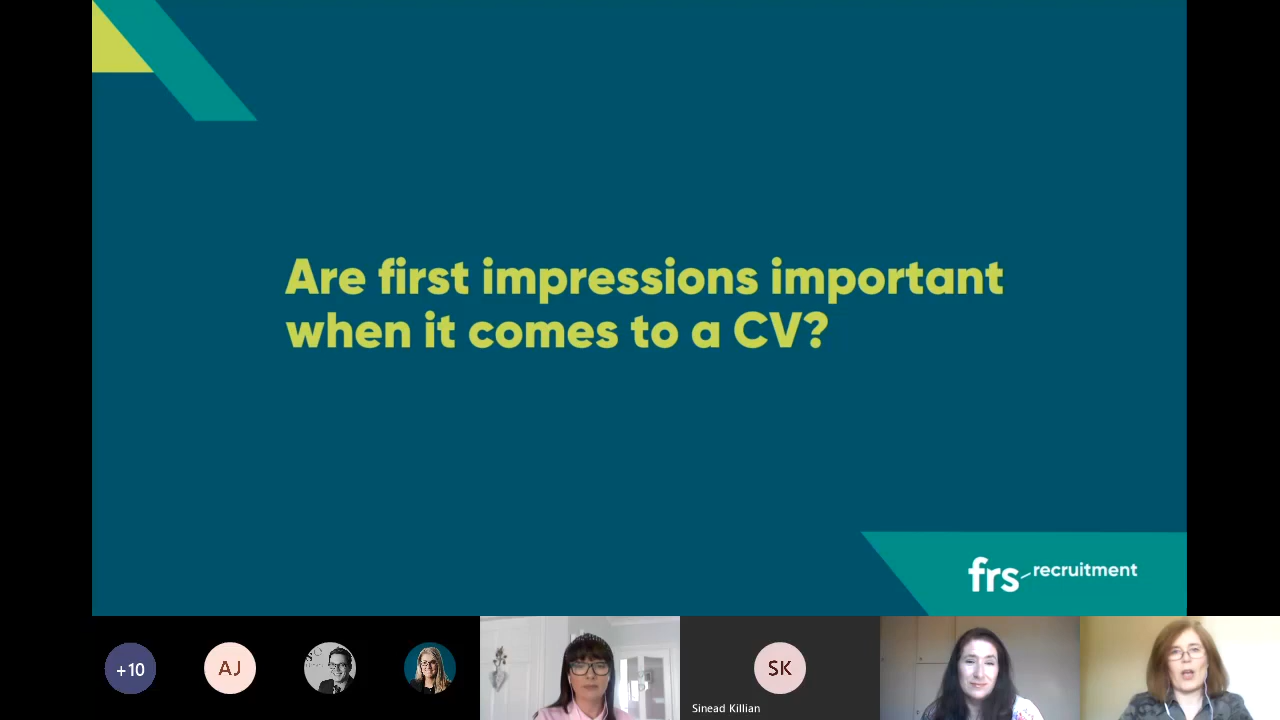 Are first impressions important
when it comes to a CV?
frs recruitment
+10
AJ
SK
Sinead Killian